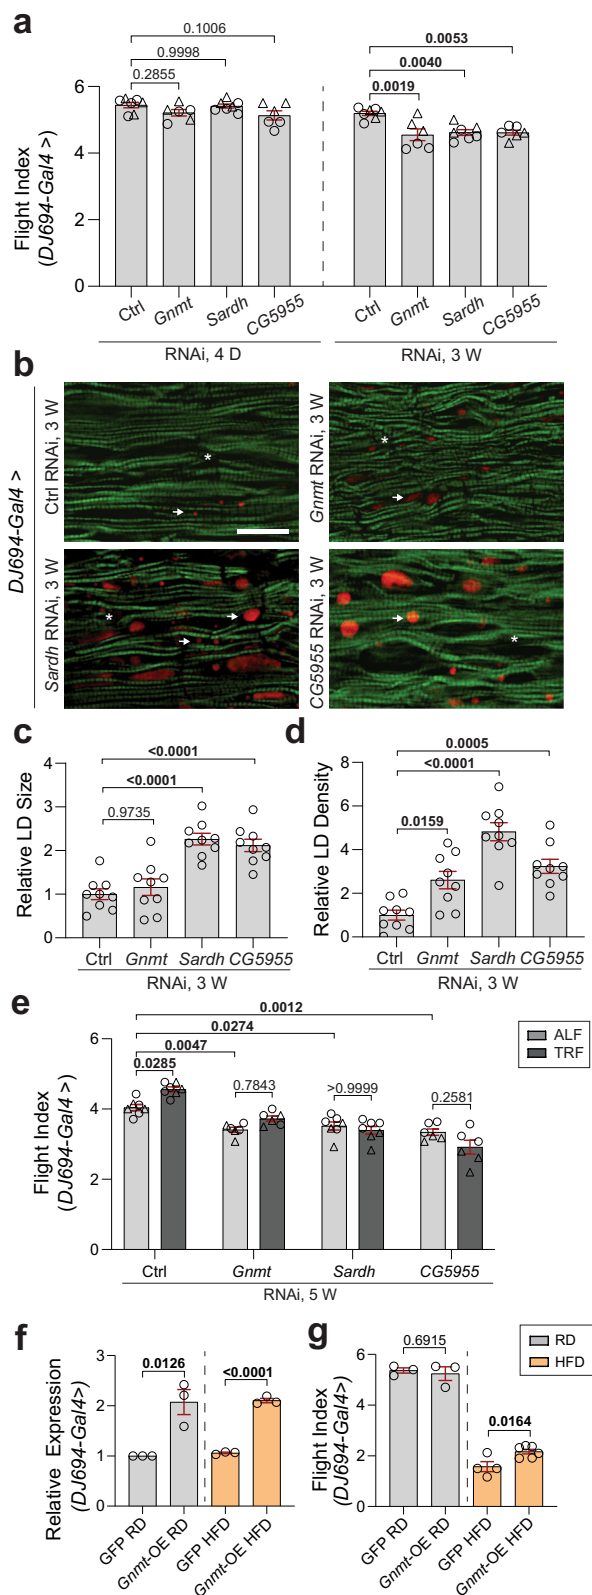 a
0.1006
0.9998
0.2855
0.0053
0.0040
0.0019
Flight Index
(DJ694-Gal4 >)
6
4
2
0
Ctrl
Gnmt
Sardh
CG5955
Ctrl
Gnmt
Sardh
CG5955
RNAi, 4 D
RNAi, 3 W
b
DJ694-Gal4 >
Ctrl RNAi, 3 W
*
Gnmt RNAi, 3 W
*
Sardh RNAi, 3 W
*
CG5955 RNAi, 3 W
*
c
<0.0001
<0.0001
0.9735
Relative LD Size
4
3
2
1
0
Ctrl
Gnmt
Sardh
CG5955
RNAi, 3 W
d
0.0005
<0.0001
0.0159
Relative LD Density
8
6
4
2
0
Ctrl
Gnmt
Sardh
CG5955
RNAi, 3 W
e
0.0012
0.0274
0.0047
0.0285
0.7843
>0.9999
0.2581
ALF
TRF
Flight Index
(DJ694-Gal4 >)
6
4
2
0
Ctrl
Gnmt
Sardh
CG5955
RNAi, 5 W
f
0.0126
<0.0001
Relative Expression
(DJ694-Gal4>)
3
2
1
0
GFP RD
Gnmt-OE RD
GFP HFD
Gnmt-OE HFD
g
RD
HFD
0.6915
0.0164
Flight Index
(DJ694-Gal4>)
6
4
2
0
GFP RD
Gnmt-OE RD
GFP HFD
Gnmt-OE HFD